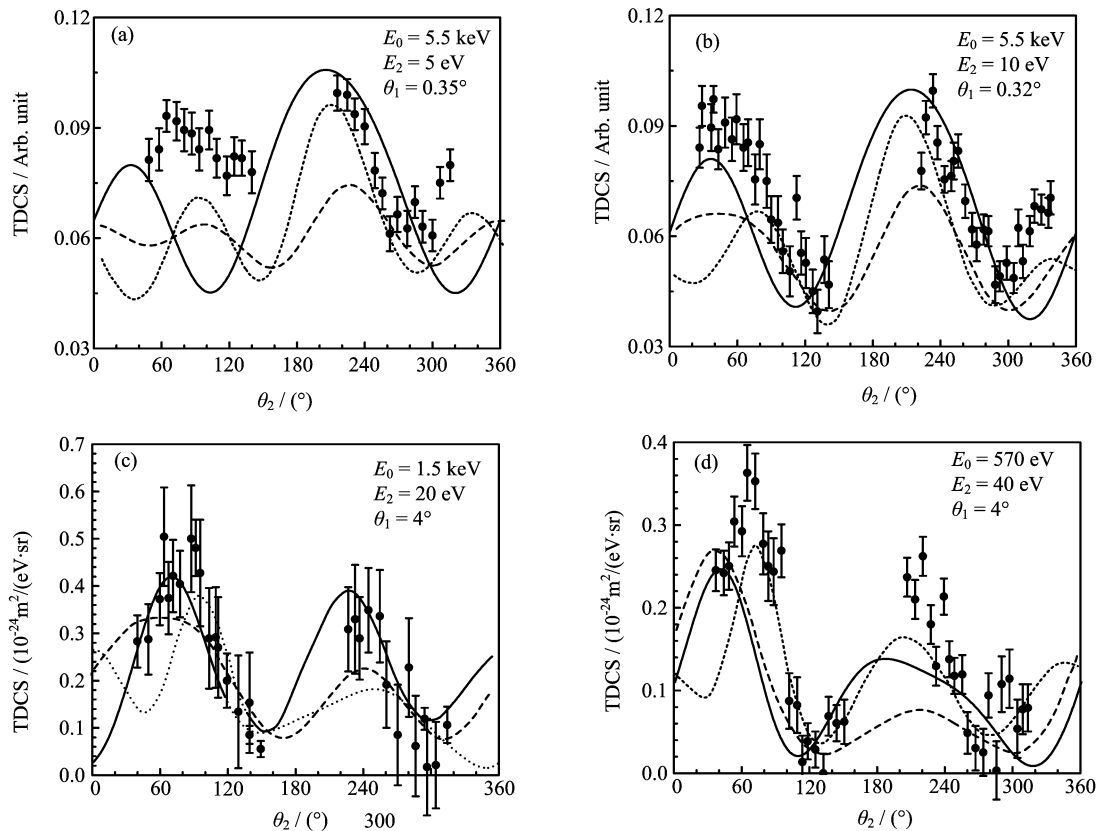 (a)
E₀ = 5.5 keV
E₂ = 5 eV
θ₁ = 0.35°
TDCS / Arb. unit
0.12
0.09
0.06
0.03
0 60 120 180 240 300 360
θ₂ / (°)
(b)
E₀ = 5.5 keV
E₂ = 10 eV
θ₁ = 0.32°
TDCS / Arb. unit
0.12
0.09
0.06
0.03
0 60 120 180 240 300 360
θ₂ / (°)
(c)
E₀ = 1.5 keV
E₂ = 20 eV
θ₁ = 4°
TDCS / (10⁻²⁴m²/(eV·sr)
0.7
0.6
0.5
0.4
0.3
0.2
0.1
0.0
0 60 120 180 240 360
θ₂ / (°) 300
(d)
E₀ = 570 eV
E₂ = 40 eV
θ₁ = 4°
TDCS / (10⁻²⁴m²/(eV·sr)
0.4
0.3
0.2
0.1
0.0
0 60 120 180 240 300 360
θ₂ / (°)